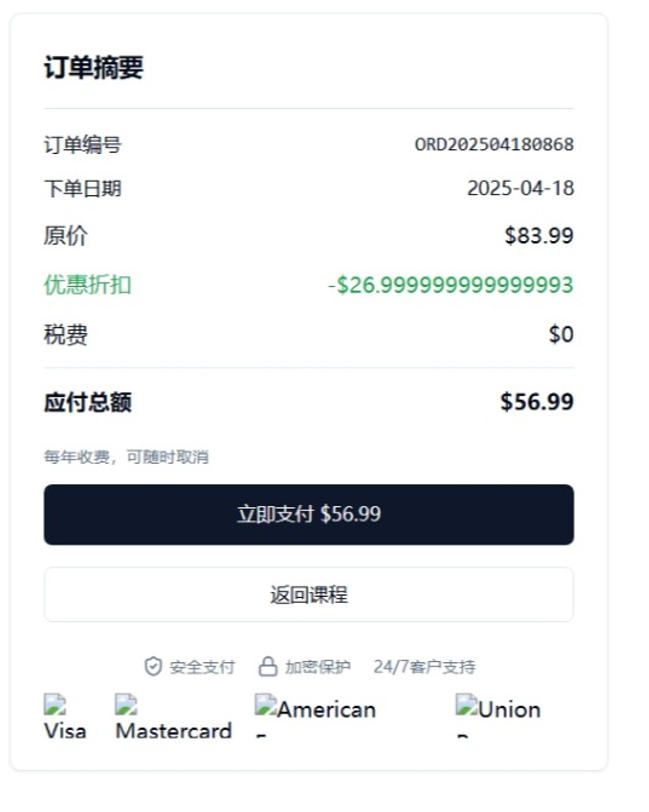 订单摘要
订单编号 ORD202504180868
下单日期 2025-04-18
原价 $83.99
优惠折扣 -$26.999999999999993
税费 $0
应付总额 $56.99
每年收费，可随时取消
立即支付 $56.99
返回课程
安全支付 加密保护 24/7客户支持
Visa Mastercard American Union